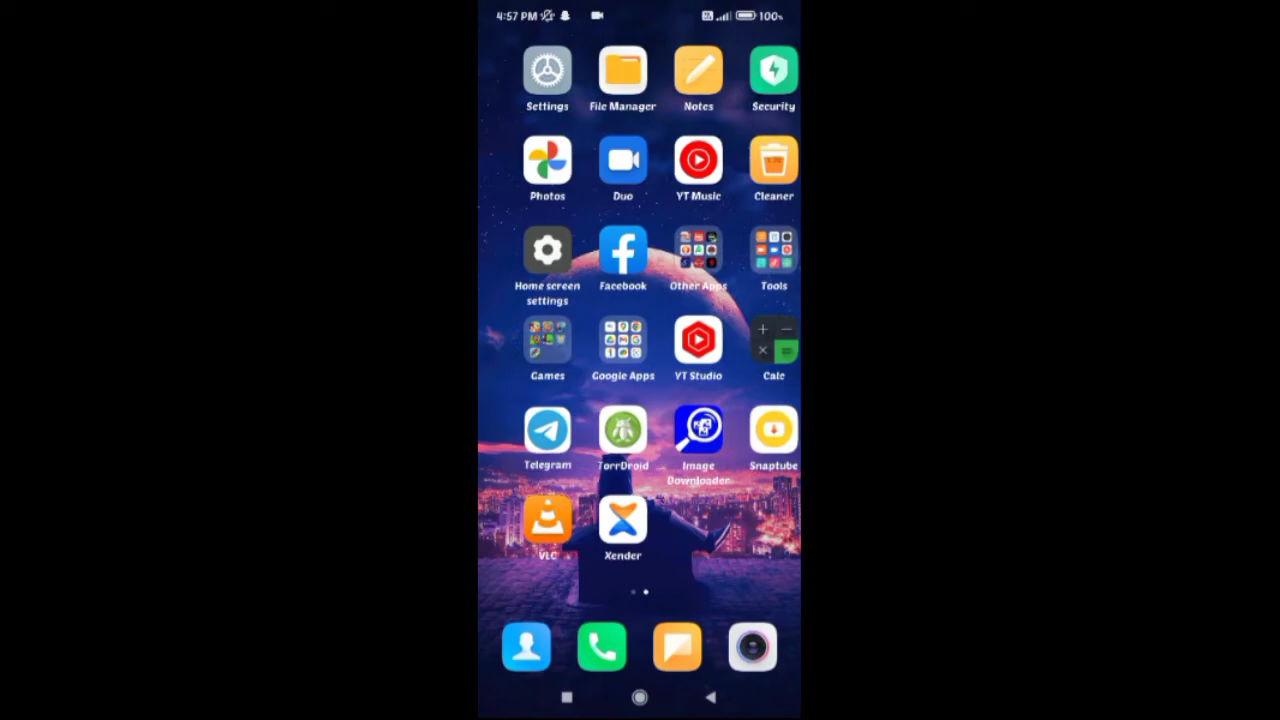 4:57 PM
100%
Settings
File Manager
Notes
Security
Photos
Duo
YT Music
Cleaner
Home screen
settings
Facebook
Other Apps
Tools
Games
Google Apps
YT Studio
Calc
Telegram
TorrDroid
Image
Downloader
Snaptube
VLC
Xender